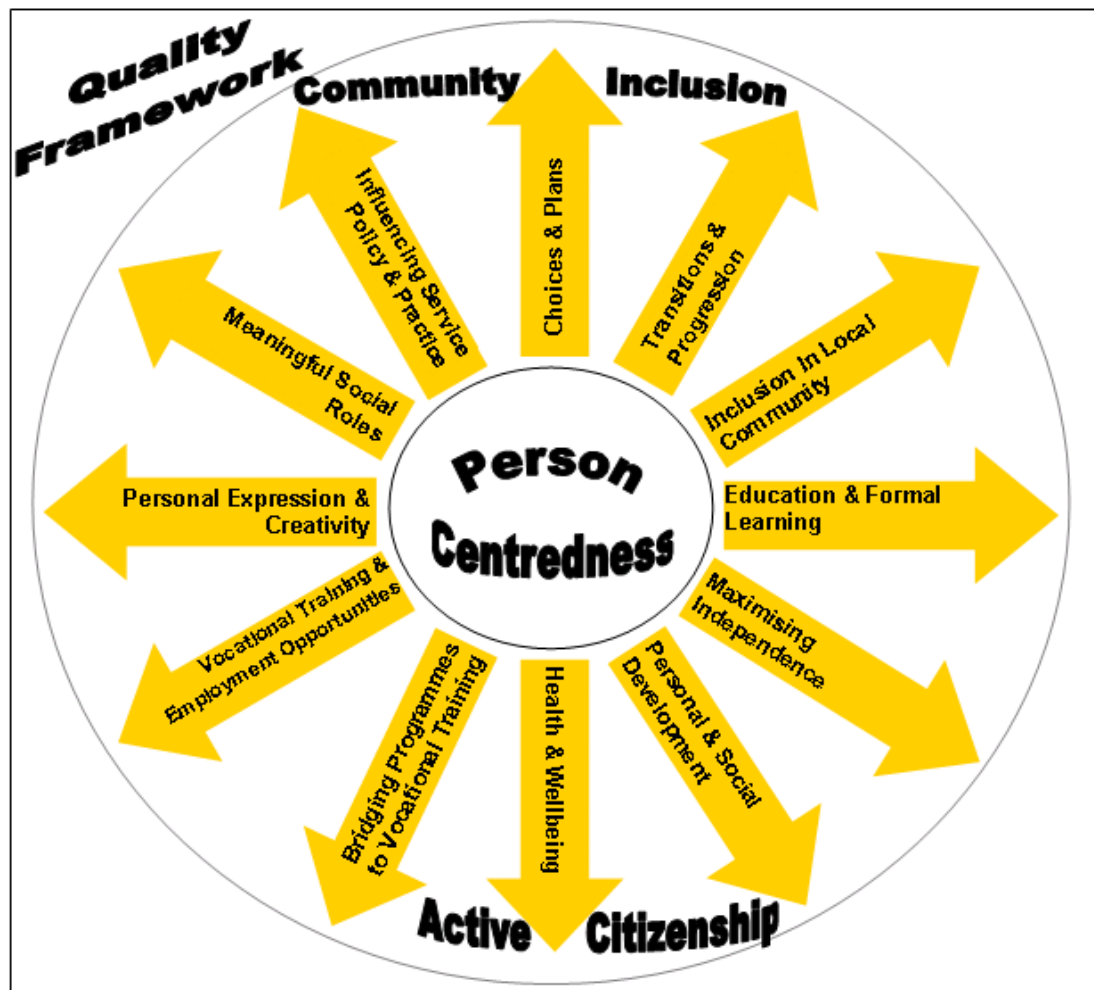 Quality
Framework
Community Inclusion
Choices & Plans
Transitions &
Progression
Inclusion In Local
Community
Education & Formal
Learning
Maximising
Independence
Personal & Social
Development
Health & Wellbeing
Bridging Programmes
to Vocational Training
Vocational Training &
Employment Opportunities
Personal Expression &
Creativity
Meaningful Social
Roles
Influencing Service
Policy & Practice
Person
Centredness
Active Citizenship